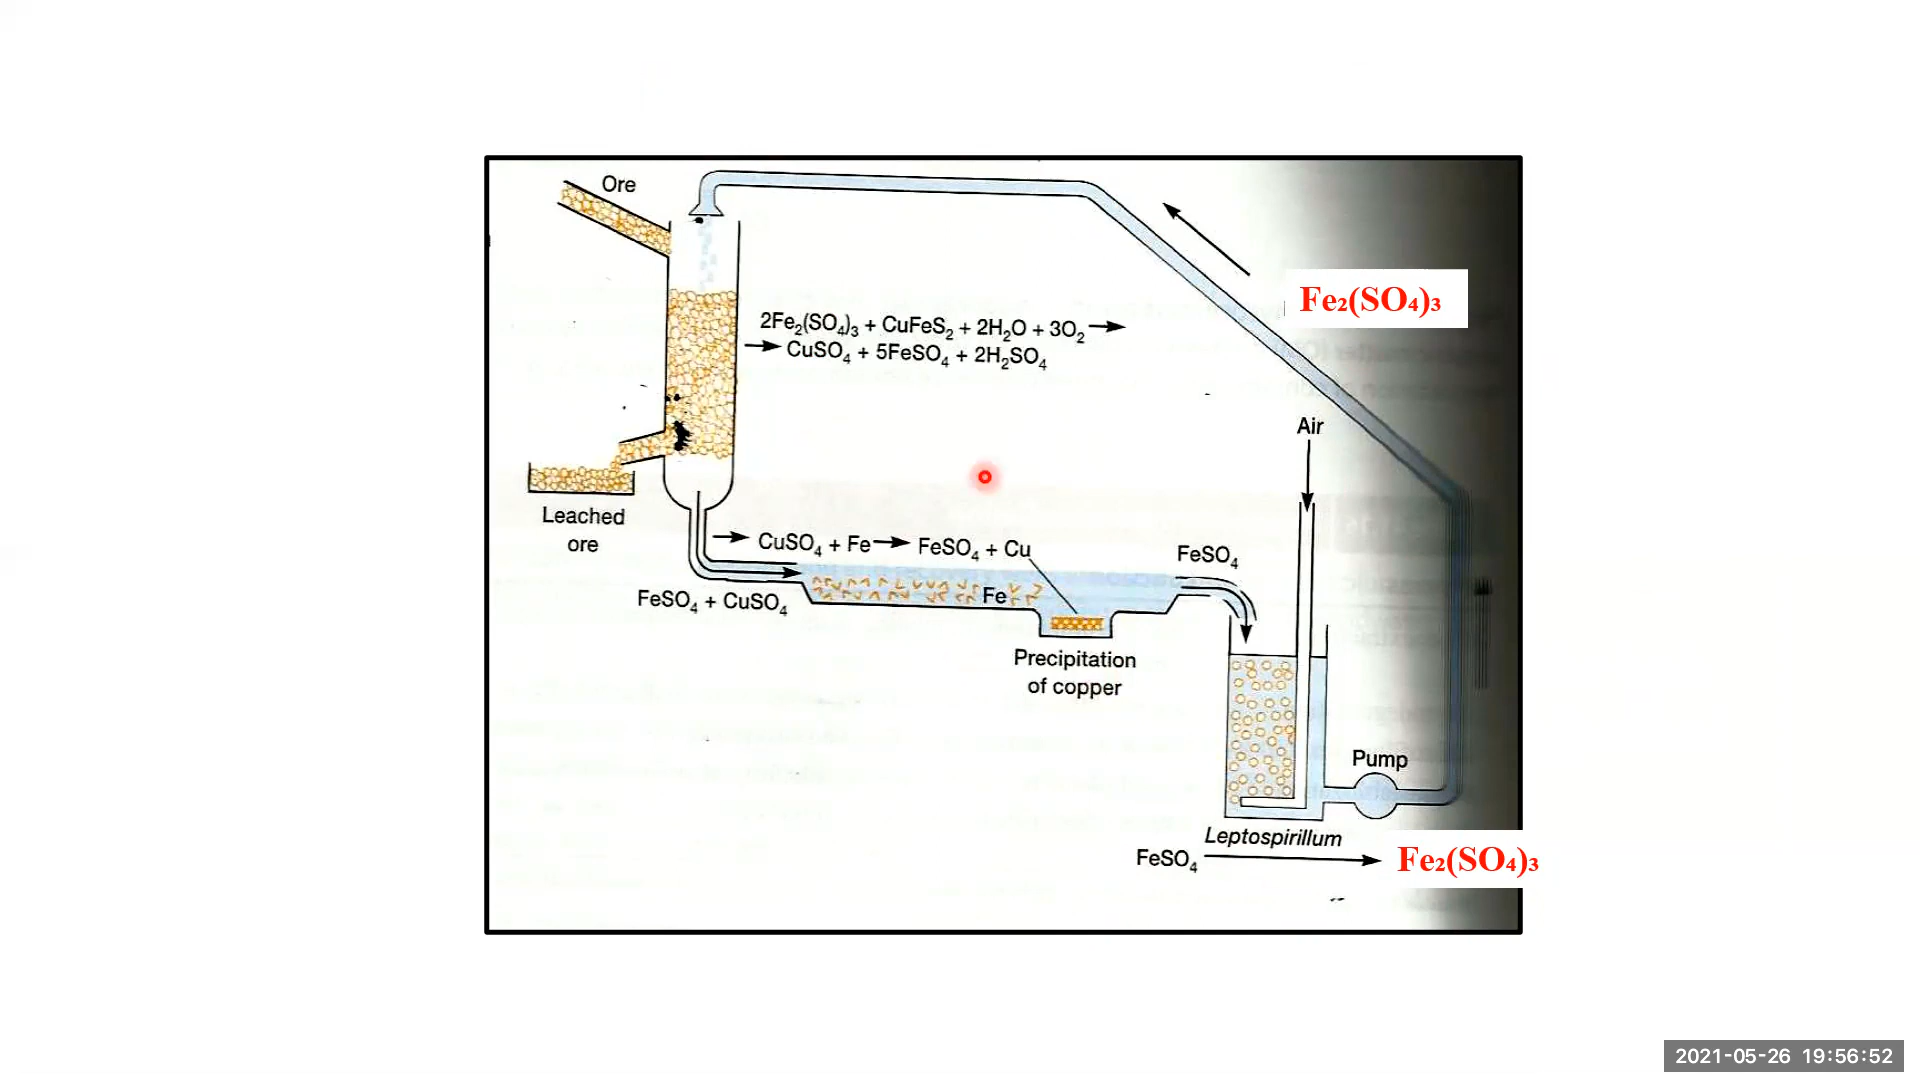 Ore
Fe₂(SO₄)₃
2Fe₂(SO₄)₃ + CuFeS₂ + 2H₂O + 3O₂ →
→ CuSO₄ + 5FeSO₄ + 2H₂SO₄
Air
Leached
ore
→ CuSO₄ + Fe → FeSO₄ + Cu
FeSO₄
FeSO₄ + CuSO₄
Fe
Precipitation
of copper
Pump
Leptospirillum
FeSO₄ → Fe₂(SO₄)₃
2021-05-26 19:56:52